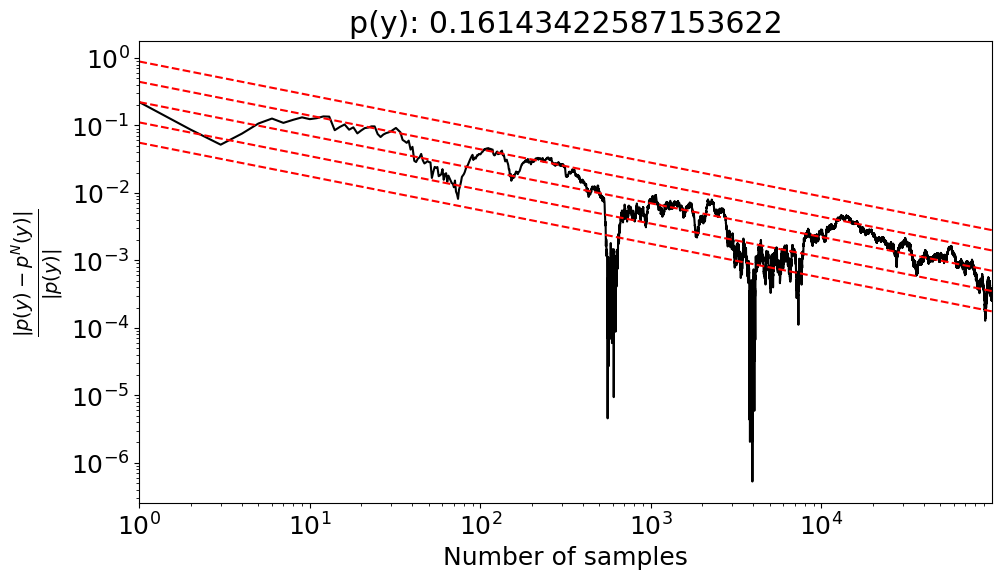 p(y): 0.16143422587153622
|p(y) − p^N(y)|
|p(y)|
10^0
10^−1
10^−2
10^−3
10^−4
10^−5
10^−6
10^0 10^1 10^2 10^3 10^4
Number of samples